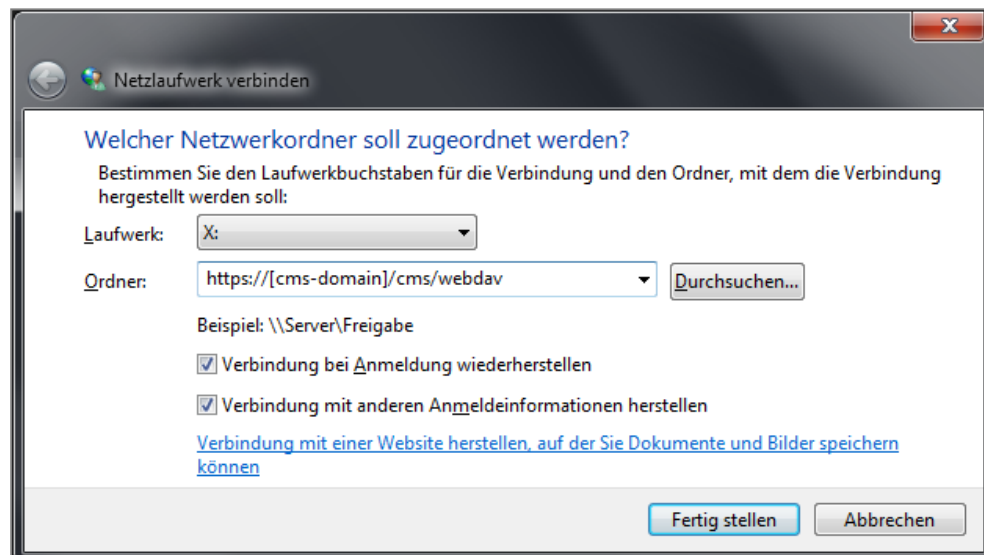 Netzlaufwerk verbinden
Welcher Netzwerkordner soll zugeordnet werden?
Bestimmen Sie den Laufwerkbuchstaben für die Verbindung und den Ordner, mit dem die Verbindung
hergestellt werden soll:
Laufwerk: X:
Ordner: https://[cms-domain]/cms/webdav Durchsuchen...
Beispiel: \\Server\Freigabe
Verbindung bei Anmeldung wiederherstellen
Verbindung mit anderen Anmeldeinformationen herstellen
Verbindung mit einer Website herstellen, auf der Sie Dokumente und Bilder speichern
können
Fertig stellen Abbrechen